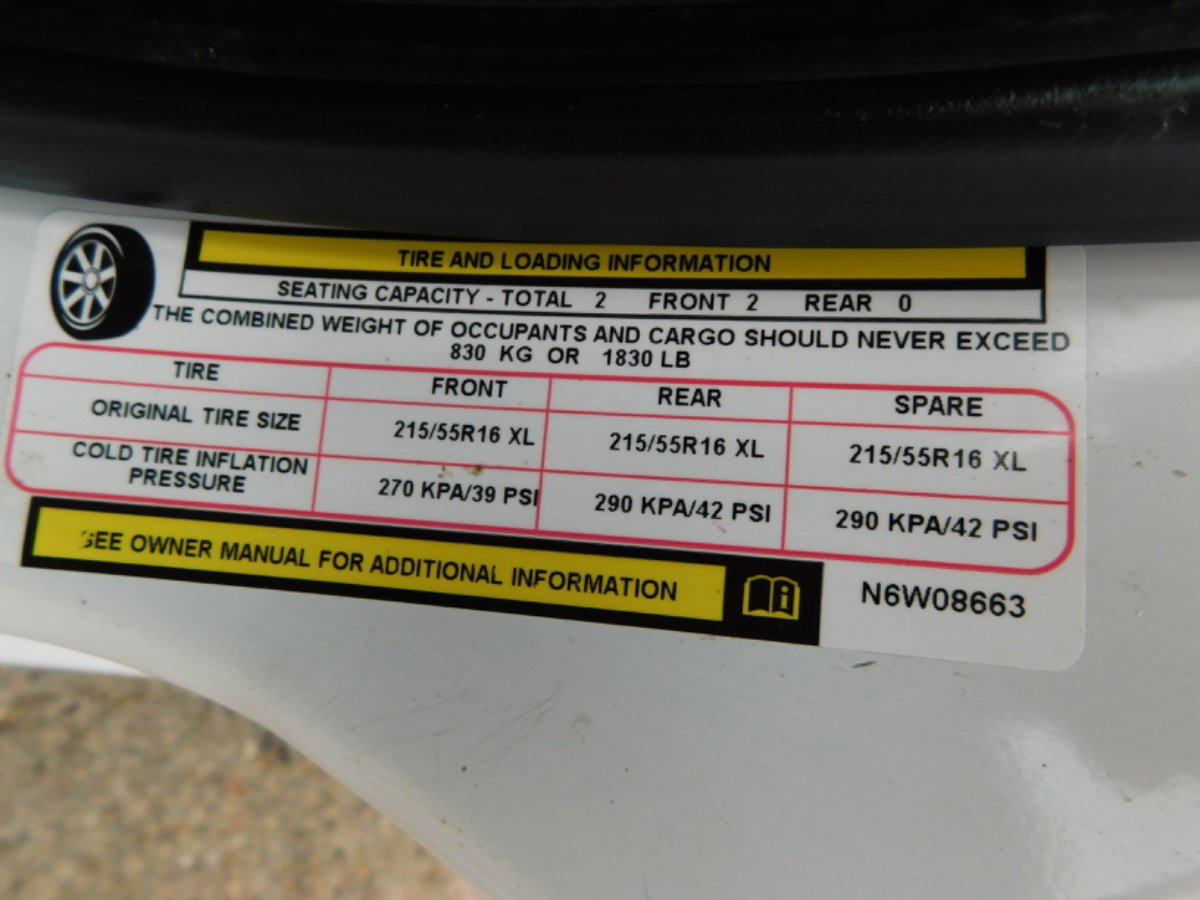 TIRE AND LOADING INFORMATION
SEATING CAPACITY - TOTAL 2 FRONT 2 REAR 0
THE COMBINED WEIGHT OF OCCUPANTS AND CARGO SHOULD NEVER EXCEED
830 KG OR 1830 LB
TIRE FRONT REAR SPARE
ORIGINAL TIRE SIZE 215/55R16 XL 215/55R16 XL 215/55R16 XL
COLD TIRE INFLATION
PRESSURE 270 KPA/39 PSI 290 KPA/42 PSI 290 KPA/42 PSI
SEE OWNER MANUAL FOR ADDITIONAL INFORMATION
N6W08663